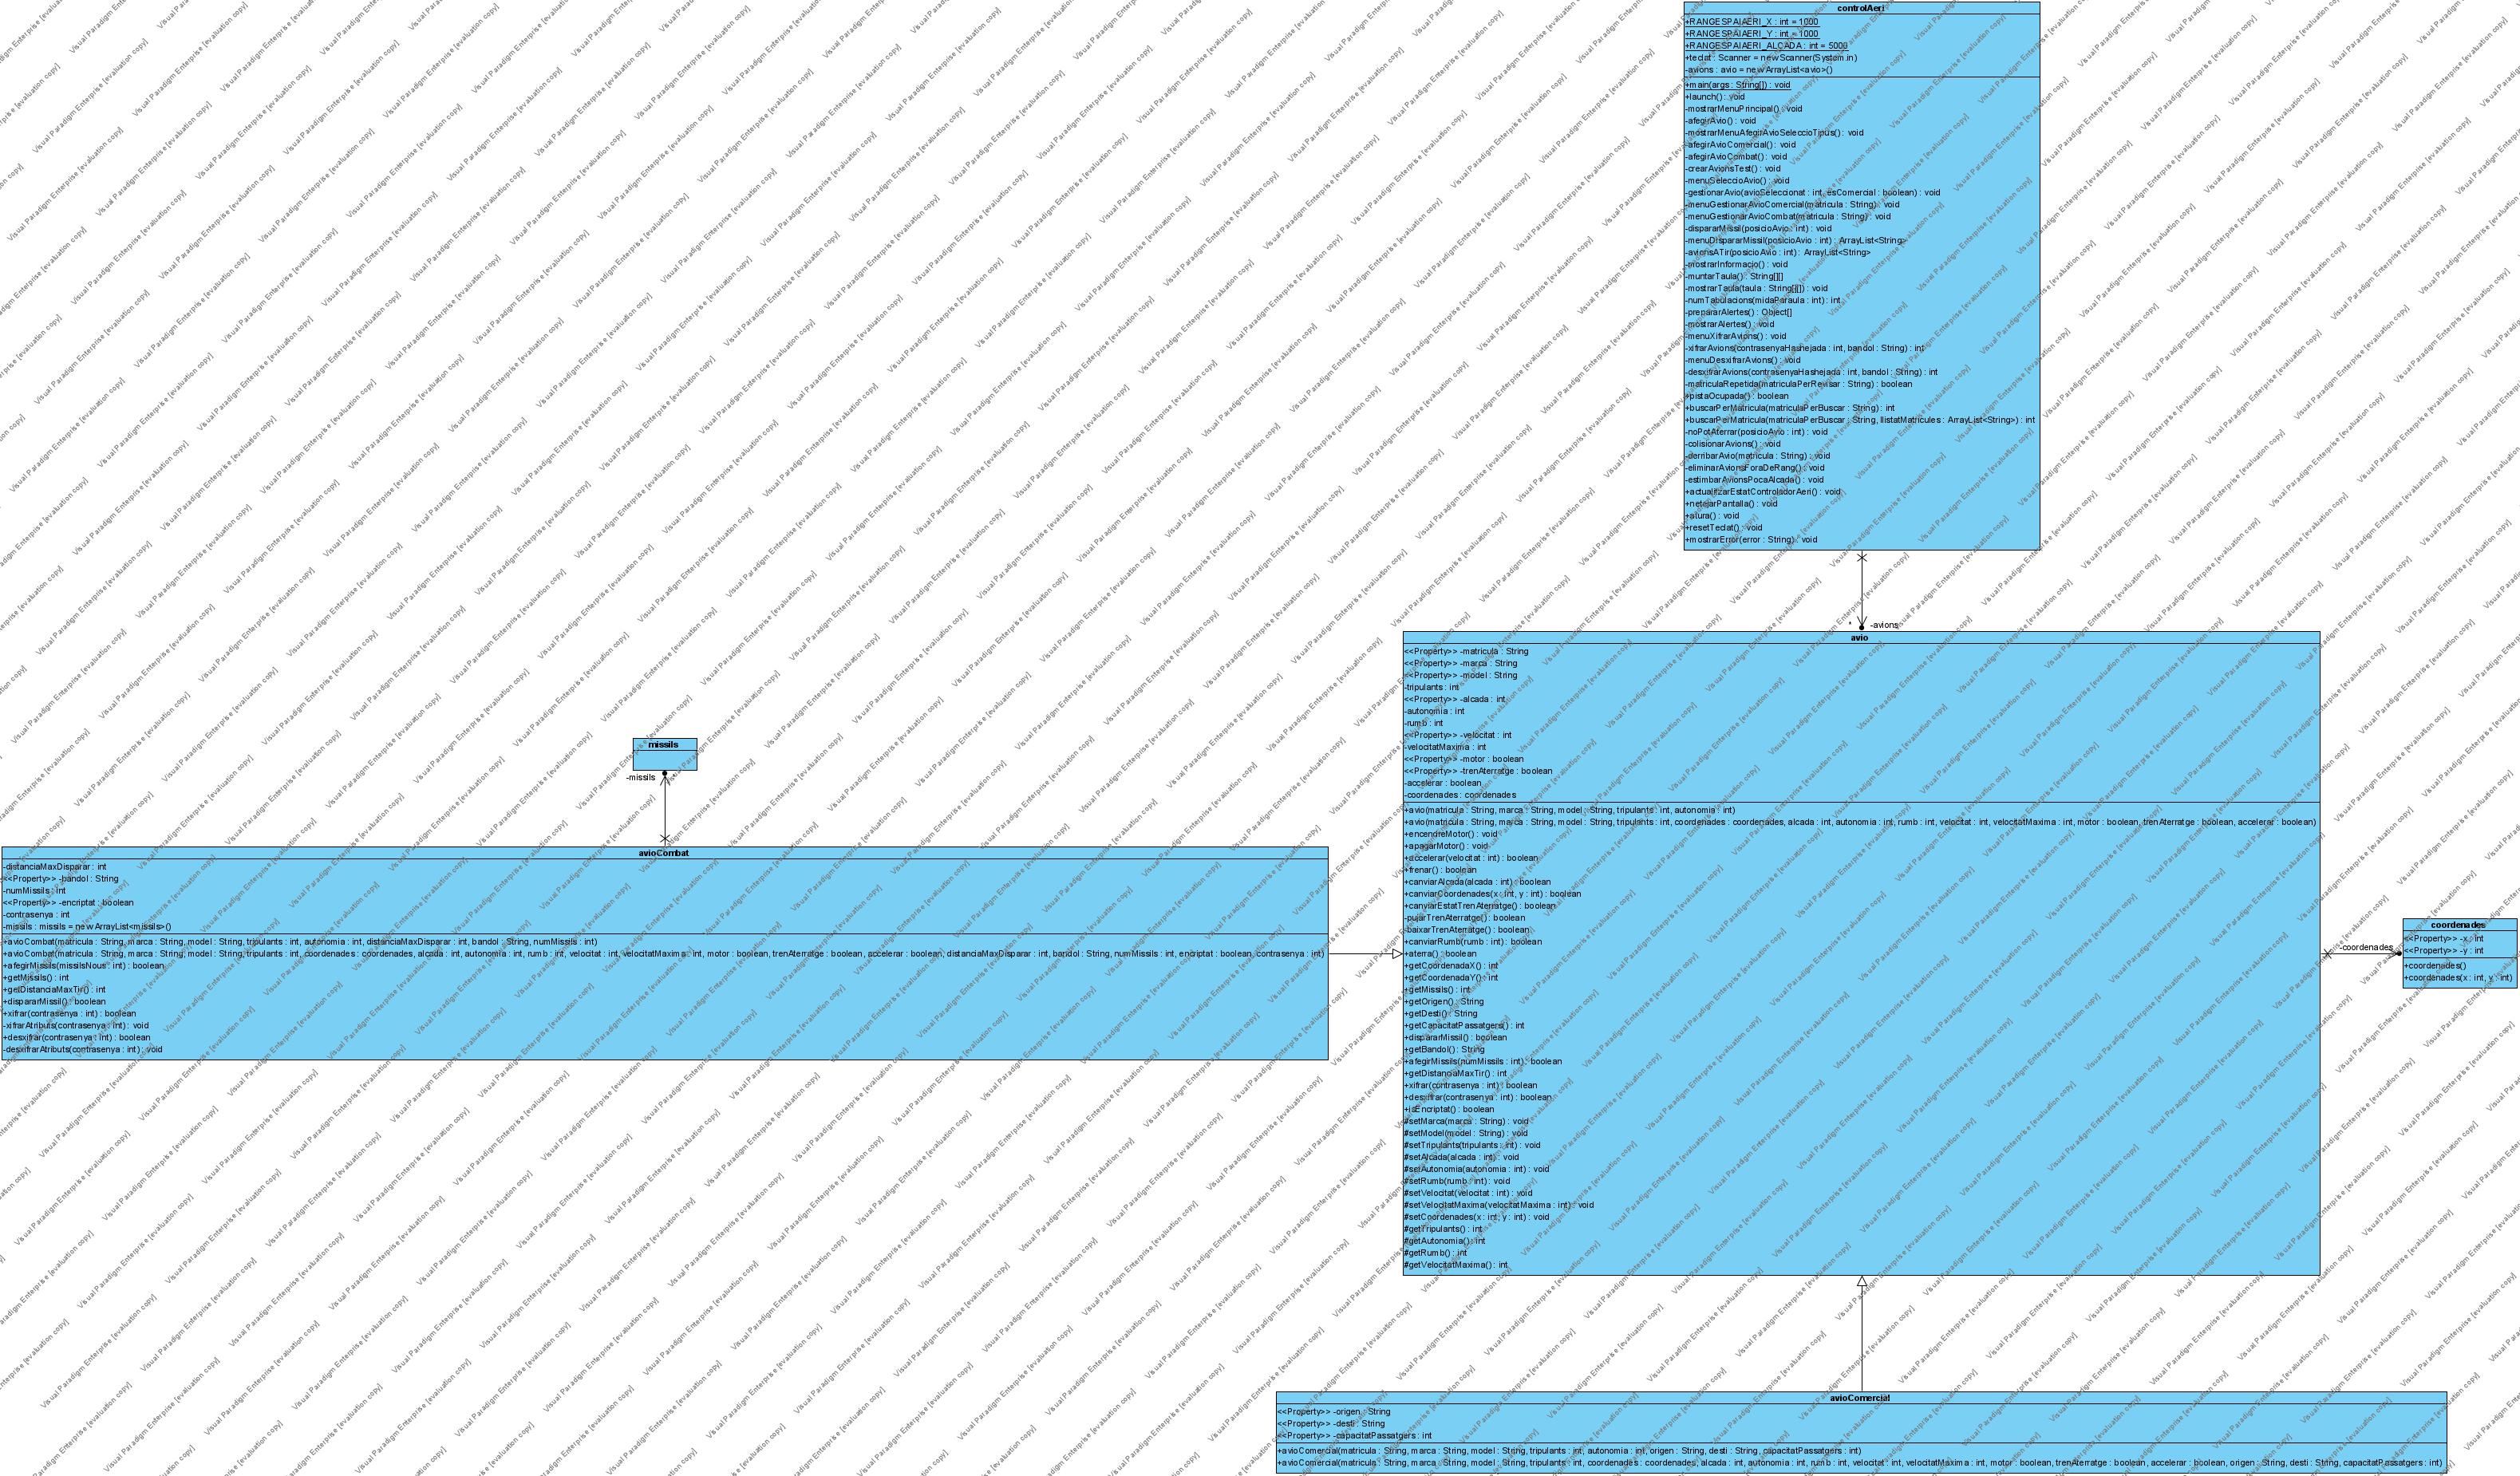 controlAeri
+RANGESPAIAERI_X : int = 1000
+RANGESPAIAERI_Y : int = 1000
+RANGESPAIAERI_ALÇADA : int = 5000
+teclat : Scanner = new Scanner(System.in)
-avions : avio = new ArrayList<avio>()
+main(args : String[]) : void
+launch() : void
-mostrarMenuPrincipal() : void
-afegirAvio() : void
-mostrarMenuAfegirAvioSeleccioTipus() : void
-afegirAvioComercial() : void
-afegirAvioCombat() : void
-crearAvionsTest() : void
-menuSeleccioAvio() : void
-gestionarAvio(avioSeleccionat : int, esComercial : boolean) : void
-menuGestionarAvioComercial(matricula : String) : void
-menuGestionarAvioCombat(matricula : String) : void
-dispararMissil(posicioAvio : int) : void
-menuDispararMissil(posicioAvio : int) : ArrayList<String>
-avionsATir(posicioAvio : int) : ArrayList<String>
-mostrarInformacio() : void
-muntarTaula() : String[][]
-mostrarTaula(taula : String[][]) : void
-numTabulacions(midaParaula : int) : int
-prepararAlertes() : Object[]
-mostrarAlertes() : void
-menuXifrarAvions() : void
-xifrarAvions(contrasenyaHashejada : int, bandol : String) : int
-menuDesxifrarAvions() : void
-desxifrarAvions(contrasenyaHashejada : int, bandol : String) : int
-matriculaRepetida(matriculaPerRevisar : String) : boolean
+pistaOcupada() : boolean
+buscarPerMatricula(matriculaPerBuscar : String) : int
+buscarPerMatricula(matriculaPerBuscar : String, llistatMatricules : ArrayList<String>) : int
-noPotAterrar(posicioAvio : int) : void
-colisionarAvions() : void
-derribarAvio(matricula : String) : void
-eliminarAvionsForaDeRang() : void
-estimbarAvionsPocaAlcada() : void
+actualitzarEstatControladorAeri() : void
+netejarPantalla() : void
+atura() : void
+resetTeclat() : void
+mostrarError(error : String) : void
*
-avions
avio
<<Property>> -matricula : String
<<Property>> -marca : String
<<Property>> -model : String
-tripulants : int
<<Property>> -alcada : int
-autonomia : int
-rumb : int
<<Property>> -velocitat : int
-velocitatMaxima : int
<<Property>> -motor : boolean
<<Property>> -trenAterratge : boolean
-accelerar : boolean
-coordenades : coordenades
+avio(matricula : String, marca : String, model : String, tripulants : int, autonomia : int)
+avio(matricula : String, marca : String, model : String, tripulants : int, coordenades : coordenades, alcada : int, autonomia : int, rumb : int, velocitat : int, velocitatMaxima : int, motor : boolean, trenAterratge : boolean, accelerar : boolean)
+encendreMotor() : void
+apagarMotor() : void
+accelerar(velocitat : int) : boolean
+frenar() : boolean
+canviarAlcada(alcada : int) : boolean
+canviarCoordenades(x : int, y : int) : boolean
+canviarEstatTrenAterratge() : boolean
-pujarTrenAterratge() : boolean
-baixarTrenAterratge() : boolean
+canviarRumb(rumb : int) : boolean
+aterra() : boolean
+getCoordenadaX() : int
+getCoordenadaY() : int
+getMissils() : int
+getOrigen() : String
+getDesti() : String
+getCapacitatPassatgers() : int
+dispararMissil() : boolean
+getBandol() : String
+afegirMissils(numMissils : int) : boolean
+getDistanciaMaxTir() : int
+xifrar(contrasenya : int) : boolean
+desxifrar(contrasenya : int) : boolean
+isEncriptat() : boolean
#setMarca(marca : String) : void
#setModel(model : String) : void
#setTripulants(tripulants : int) : void
#setAlcada(alcada : int) : void
#setAutonomia(autonomia : int) : void
#setRumb(rumb : int) : void
#setVelocitat(velocitat : int) : void
#setVelocitatMaxima(velocitatMaxima : int) : void
#setCoordenades(x : int, y : int) : void
#getTripulants() : int
#getAutonomia() : int
#getRumb() : int
#getVelocitatMaxima() : int
missils
-missils
avioCombat
-distanciaMaxDisparar : int
<<Property>> -bandol : String
-numMissils : int
<<Property>> -encriptat : boolean
-contrasenya : int
-missils : missils = new ArrayList<missils>()
+avioCombat(matricula : String, marca : String, model : String, tripulants : int, autonomia : int, distanciaMaxDisparar : int, bandol : String, numMissils : int)
+avioCombat(matricula : String, marca : String, model : String, tripulants : int, coordenades : coordenades, alcada : int, autonomia : int, rumb : int, velocitat : int, velocitatMaxima : int, motor : boolean, trenAterratge : boolean, accelerar : boolean, distanciaMaxDisparar : int, bandol : String, numMissils : int, encriptat : boolean, contrasenya : int)
+afegirMissils(missilsNous : int) : boolean
+getMissils() : int
+getDistanciaMaxTir() : int
+dispararMissil() : boolean
+xifrar(contrasenya : int) : boolean
-xifrarAtributs(contrasenya : int) : void
+desxifrar(contrasenya : int) : boolean
-desxifrarAtributs(contrasenya : int) : void
-coordenades
coordenades
<<Property>> -x : int
<<Property>> -y : int
+coordenades()
+coordenades(x : int, y : int)
avioComercial
<<Property>> -origen : String
<<Property>> -desti : String
<<Property>> -capacitatPassatgers : int
+avioComercial(matricula : String, marca : String, model : String, tripulants : int, autonomia : int, origen : String, desti : String, capacitatPassatgers : int)
+avioComercial(matricula : String, marca : String, model : String, tripulants : int, coordenades : coordenades, alcada : int, autonomia : int, rumb : int, velocitat : int, velocitatMaxima : int, motor : boolean, trenAterratge : boolean, accelerar : boolean, origen : String, desti : String, capacitatPassatgers : int)
Visual Paradigm Enterprise [evaluation copy]